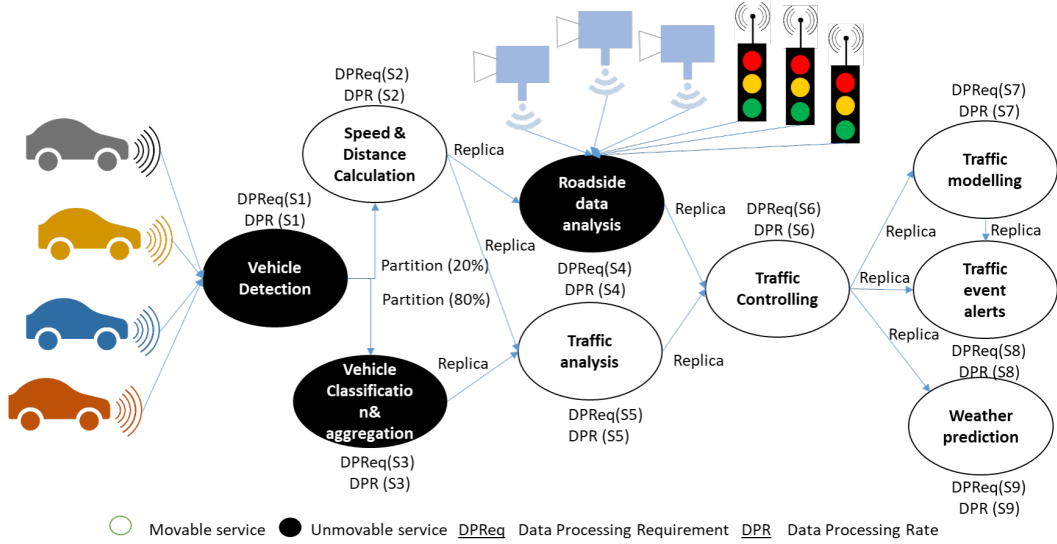 DPReq(S2)
DPR (S2)
Speed &
Distance
Calculation
DPReq(S7)
DPR (S7)
Traffic
modelling
Replica
Roadside
data
analysis
DPReq(S1)
DPR (S1)
Vehicle
Detection
Replica
Replica
DPReq(S6)
DPR (S6)
Replica
Replica
Partition (20%)
Partition (80%)
DPReq(S4)
DPR (S4)
Traffic
Controlling
Replica
Traffic
event
alerts
Replica
Vehicle
Classificatio
n&
aggregation
Replica
Traffic
analysis
Replica
DPReq(S8)
DPR (S8)
DPReq(S5)
DPR (S5)
Weather
prediction
DPReq(S3)
DPR (S3)
DPReq(S9)
DPR (S9)
Movable service Unmovable service DPReq Data Processing Requirement DPR Data Processing Rate